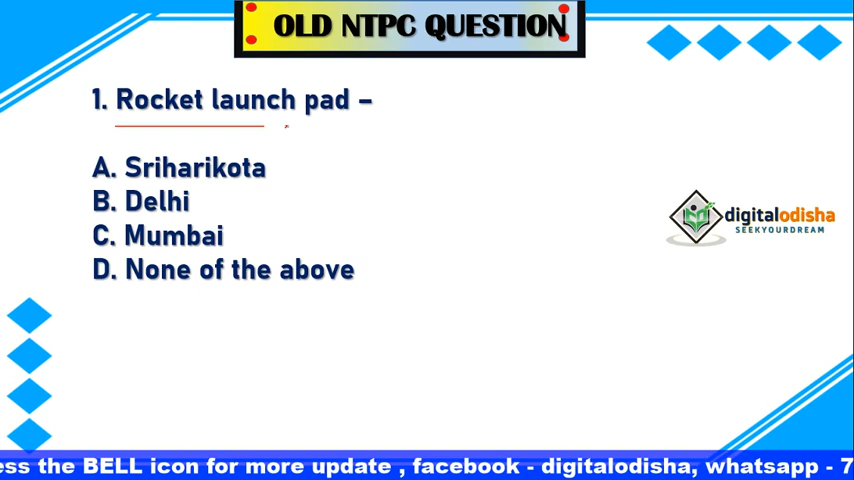 OLD NTPC QUESTION
1. Rocket launch pad –
A. Sriharikota
B. Delhi
C. Mumbai
D. None of the above
digitalodisha
SEEKYOURDREAM
ess the BELL icon for more update , facebook - digitalodisha, whatsapp - 7